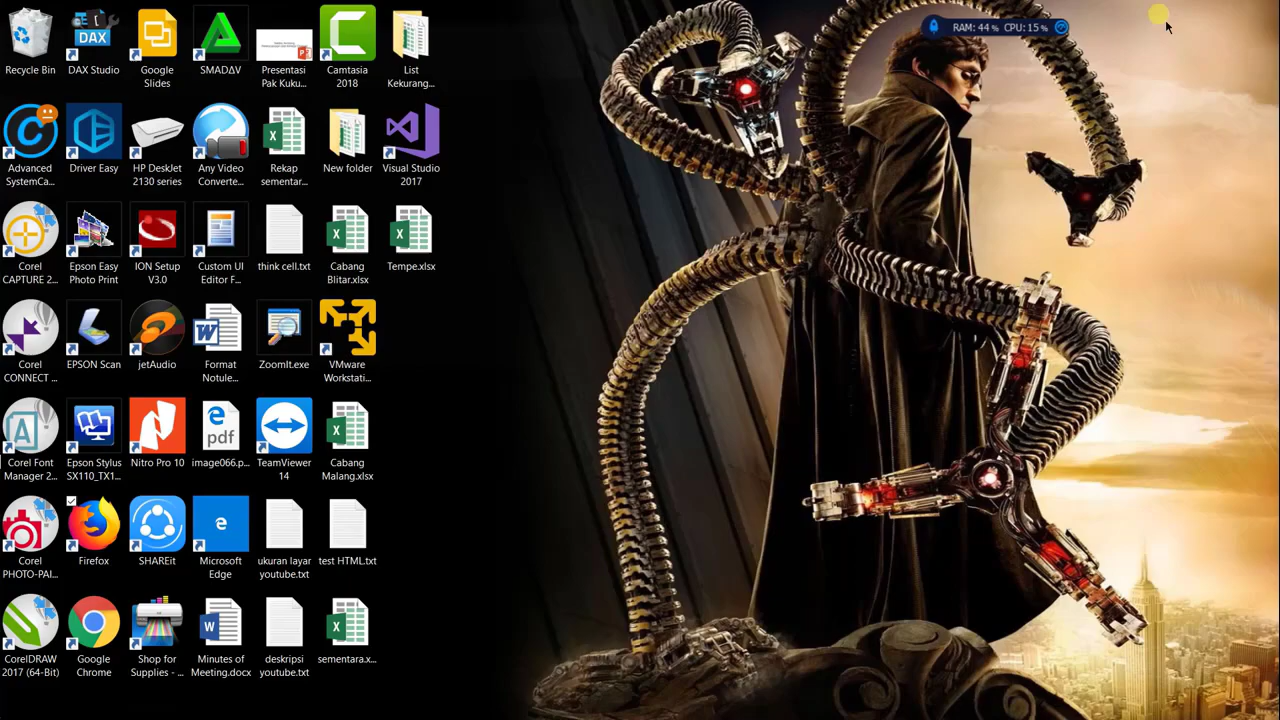 RAM: 44 % CPU: 15 %
Recycle Bin
DAX
DAX Studio
Google
Slides
SMADΔV
Presentasi
Pak Kuku...
Camtasia
2018
List
Kekurang...
Advanced
SystemCa...
Driver Easy
HP Deskjet
2130 series
Any Video
Converte...
Rekap
sementar...
New folder
Visual Studio
2017
Corel
CAPTURE 2...
Epson Easy
Photo Print
ION Setup
V3.0
Custom UI
Editor F...
think cell.txt
Cabang
Blitar.xlsx
Tempe.xlsx
Corel
CONNECT ...
EPSON Scan
jetAudio
Format
Notule...
ZoomIt.exe
VMware
Workstati...
Corel Font
Manager 2...
Epson Stylus
SX110_TX1...
Nitro Pro 10
pdf
image066.p...
TeamViewer
14
Cabang
Malang.xlsx
Corel
PHOTO-PAI...
Firefox
SHAREit
Microsoft
Edge
ukuran layar
youtube.txt
test HTML.txt
CorelDRAW
2017 (64-Bit)
Google
Chrome
Shop for
Supplies - ...
Minutes of
Meeting.docx
deskripsi
youtube.txt
sementara.x...